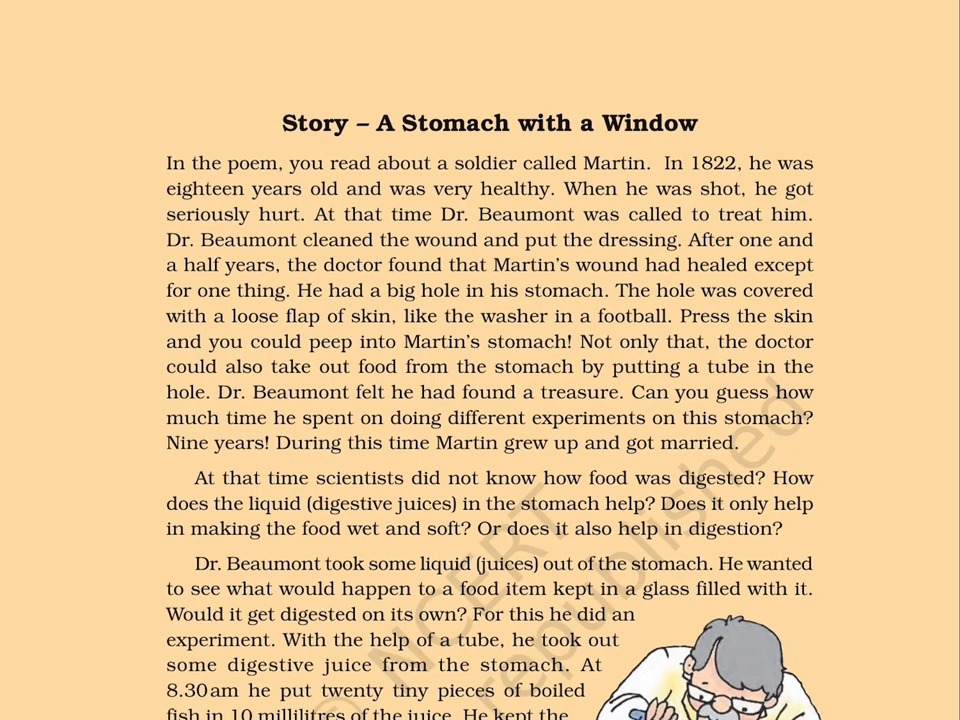 Story – A Stomach with a Window
In the poem, you read about a soldier called Martin. In 1822, he was
eighteen years old and was very healthy. When he was shot, he got
seriously hurt. At that time Dr. Beaumont was called to treat him.
Dr. Beaumont cleaned the wound and put the dressing. After one and
a half years, the doctor found that Martin's wound had healed except
for one thing. He had a big hole in his stomach. The hole was covered
with a loose flap of skin, like the washer in a football. Press the skin
and you could peep into Martin's stomach! Not only that, the doctor
could also take out food from the stomach by putting a tube in the
hole. Dr. Beaumont felt he had found a treasure. Can you guess how
much time he spent on doing different experiments on this stomach?
Nine years! During this time Martin grew up and got married.
At that time scientists did not know how food was digested? How
does the liquid (digestive juices) in the stomach help? Does it only help
in making the food wet and soft? Or does it also help in digestion?
Dr. Beaumont took some liquid (juices) out of the stomach. He wanted
to see what would happen to a food item kept in a glass filled with it.
Would it get digested on its own? For this he did an
experiment. With the help of a tube, he took out
some digestive juice from the stomach. At
8.30am he put twenty tiny pieces of boiled
fish in 10 millilitres of the juice. He kept the
© NCERT
republished